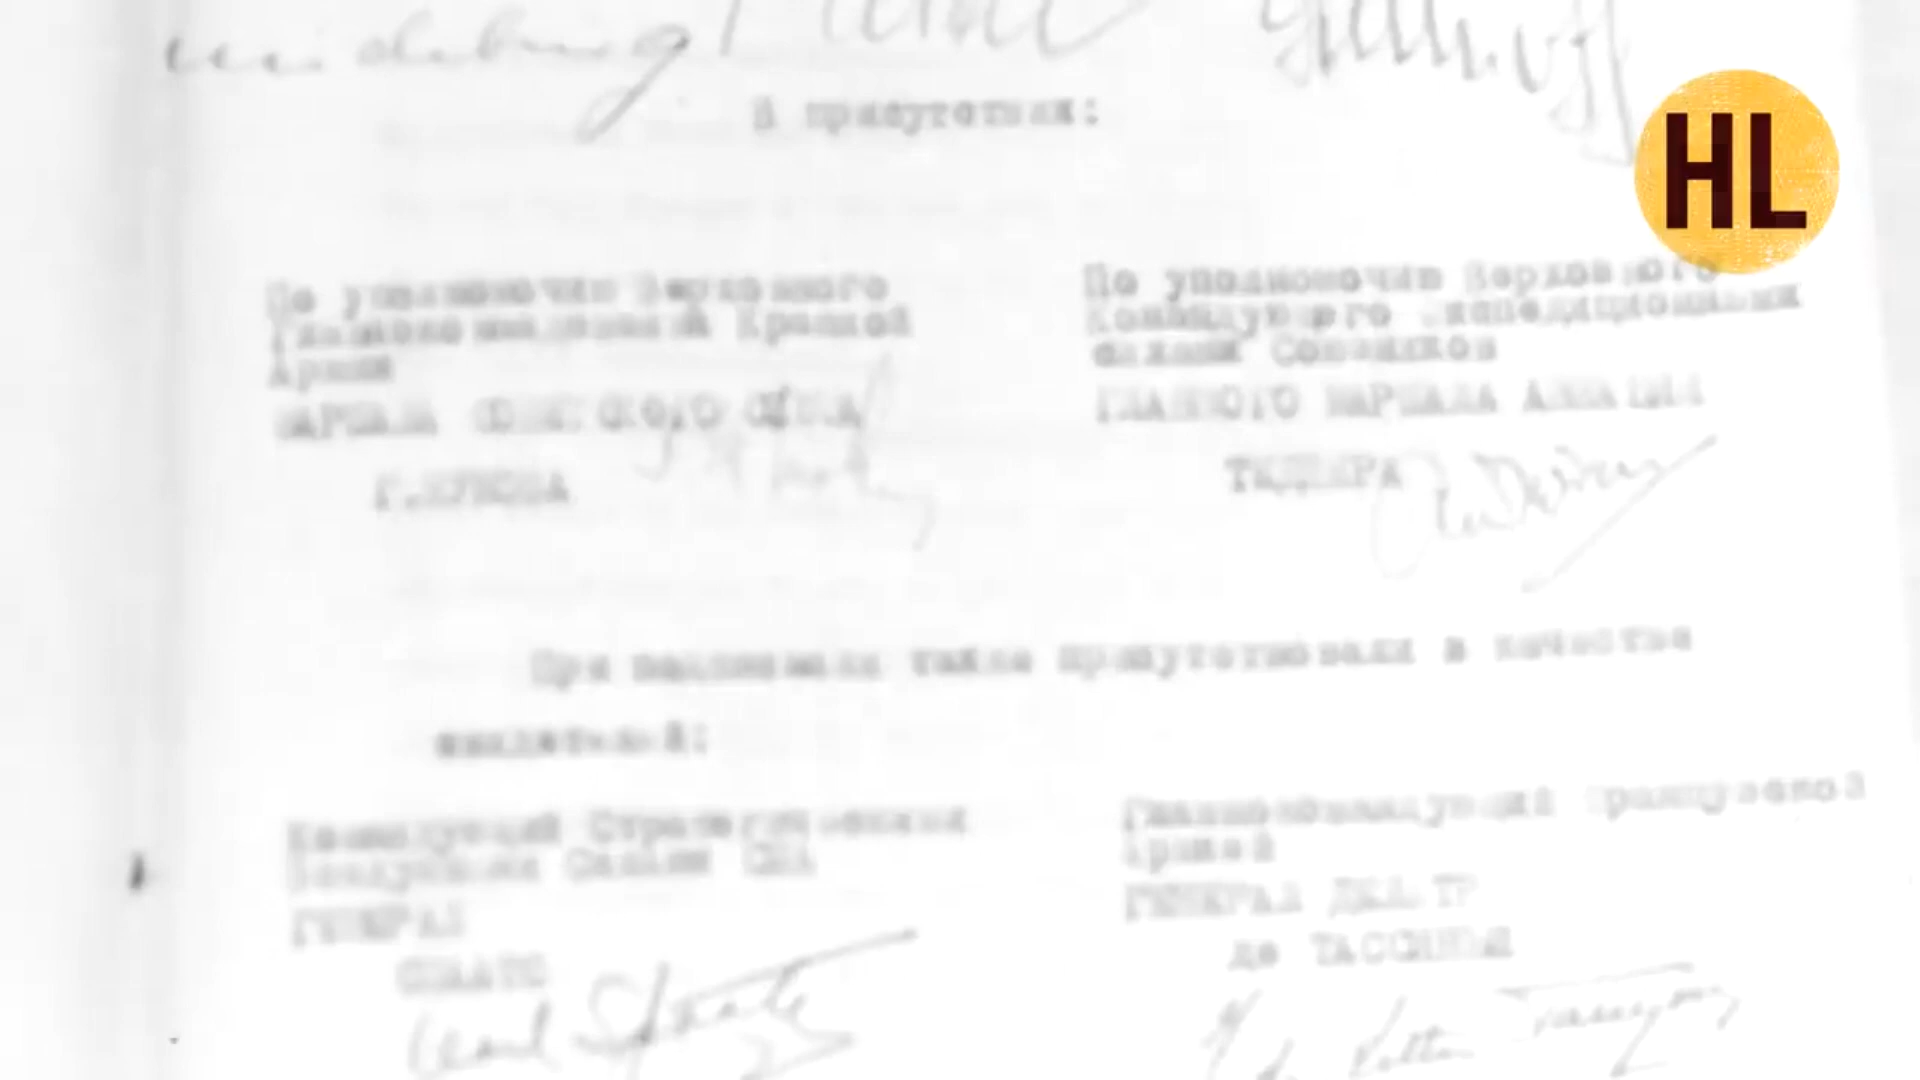 В присутствии:
HL
По уполномочию Верховного
Главнокомандования Красной
Армии
МАРШАЛА СОВЕТСКОГО СОЮЗА
Г.ЖУКОВА
По уполномочию Верховного
Командующего Экспедиционными
силами Союзников
ГЛАВНОГО МАРШАЛА АВИАЦИИ
ТЕДДЕРА
При подписании также присутствовали в качестве
свидетелей:
Командующий Стратегическими
Воздушными Силами США
ГЕНЕРАЛ
СПААТС
Главнокомандующий Французской
Армией
ГЕНЕРАЛ ДЕЛАТР
де ТАССИНЬИ